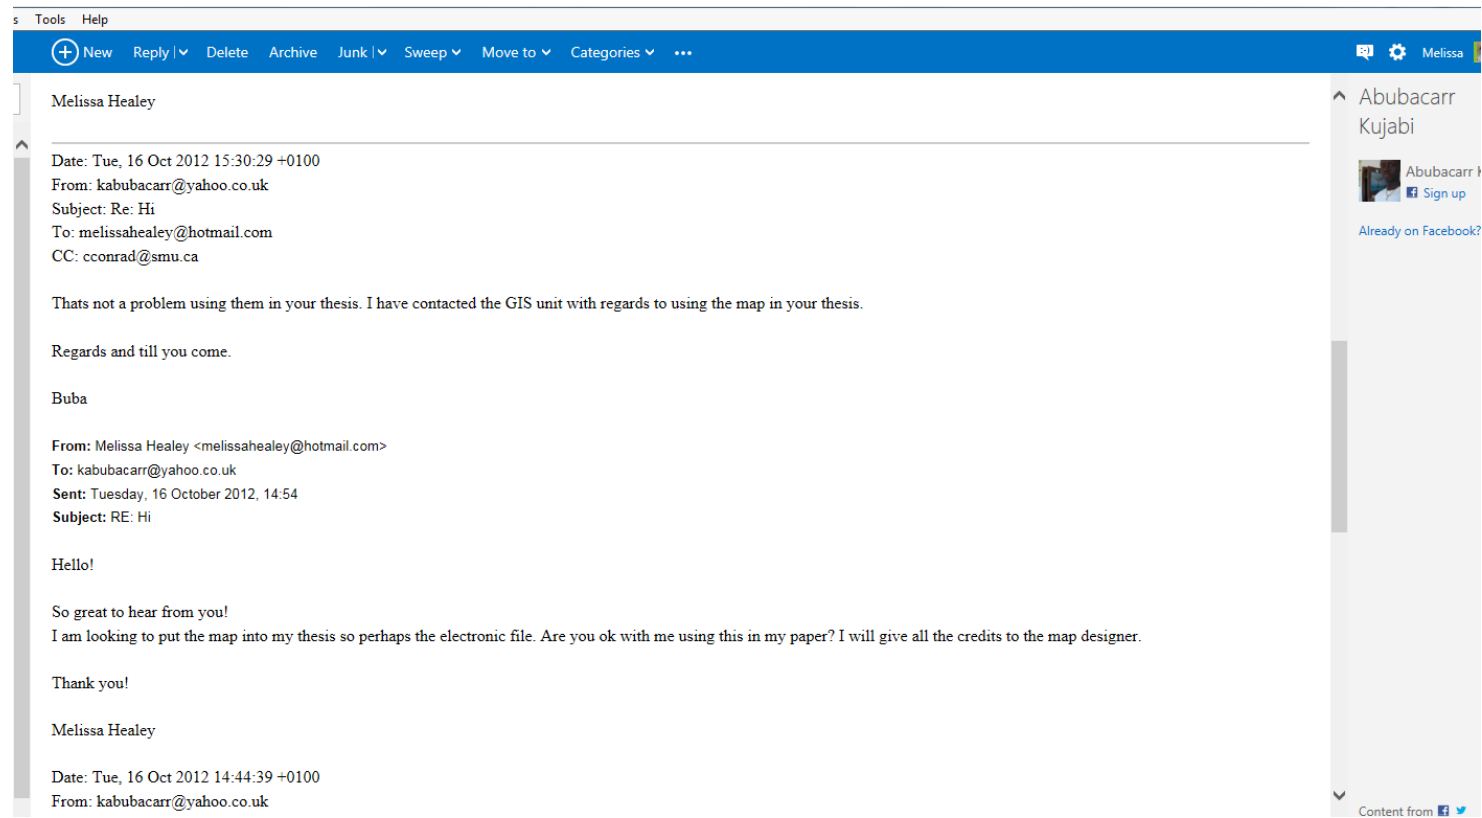 s Tools Help
New Reply Delete Archive Junk Sweep Move to Categories ••• Melissa
Melissa Healey
Date: Tue, 16 Oct 2012 15:30:29 +0100
From: kabubacarr@yahoo.co.uk
Subject: Re: Hi
To: melissahealey@hotmail.com
CC: cconrad@smu.ca
Thats not a problem using them in your thesis. I have contacted the GIS unit with regards to using the map in your thesis.
Regards and till you come.
Buba
From: Melissa Healey <melissahealey@hotmail.com>
To: kabubacarr@yahoo.co.uk
Sent: Tuesday, 16 October 2012, 14:54
Subject: RE: Hi
Hello!
So great to hear from you!
I am looking to put the map into my thesis so perhaps the electronic file. Are you ok with me using this in my paper? I will give all the credits to the map designer.
Thank you!
Melissa Healey
Date: Tue, 16 Oct 2012 14:44:39 +0100
From: kabubacarr@yahoo.co.uk
Abubacarr
Kujabi
Abubacarr K
Sign up
Already on Facebook?
Content from